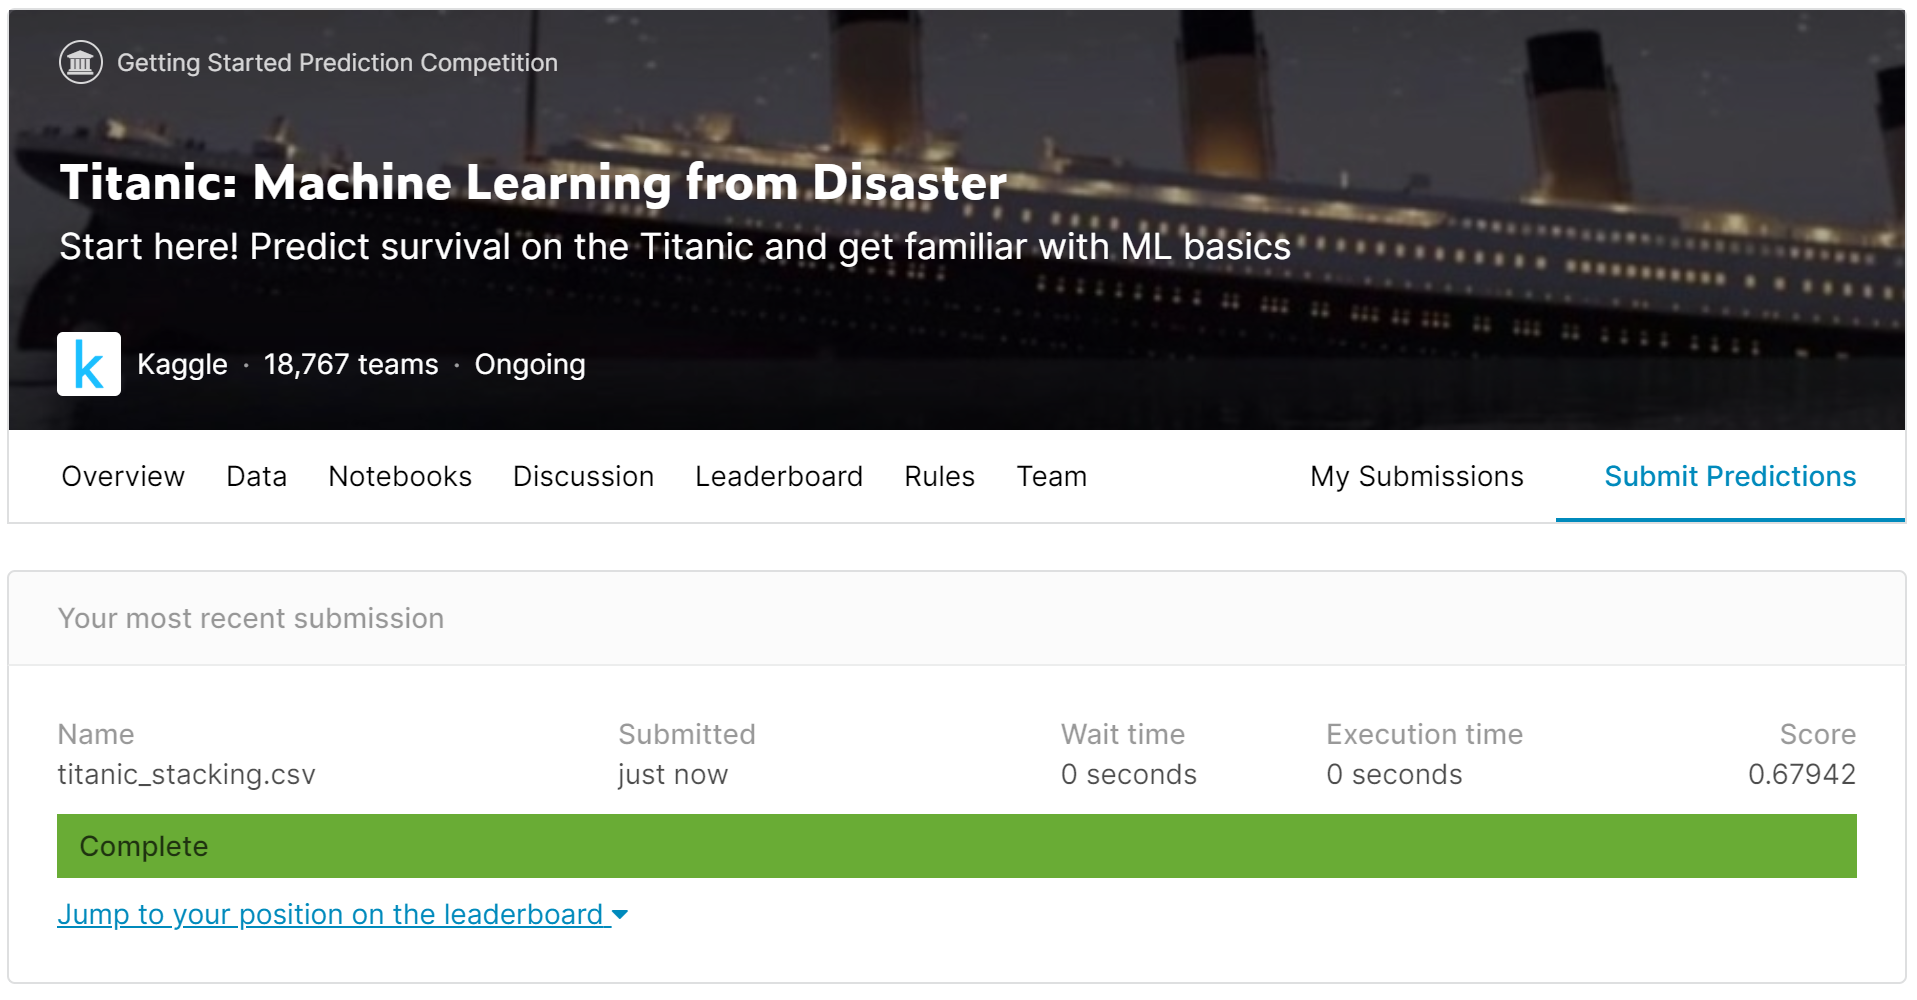 Getting Started Prediction Competition
Titanic: Machine Learning from Disaster
Start here! Predict survival on the Titanic and get familiar with ML basics
k
Kaggle · 18,767 teams · Ongoing
Overview Data Notebooks Discussion Leaderboard Rules Team My Submissions Submit Predictions
Your most recent submission
Name Submitted Wait time Execution time Score
titanic_stacking.csv just now 0 seconds 0 seconds 0.67942
Complete
Jump to your position on the leaderboard